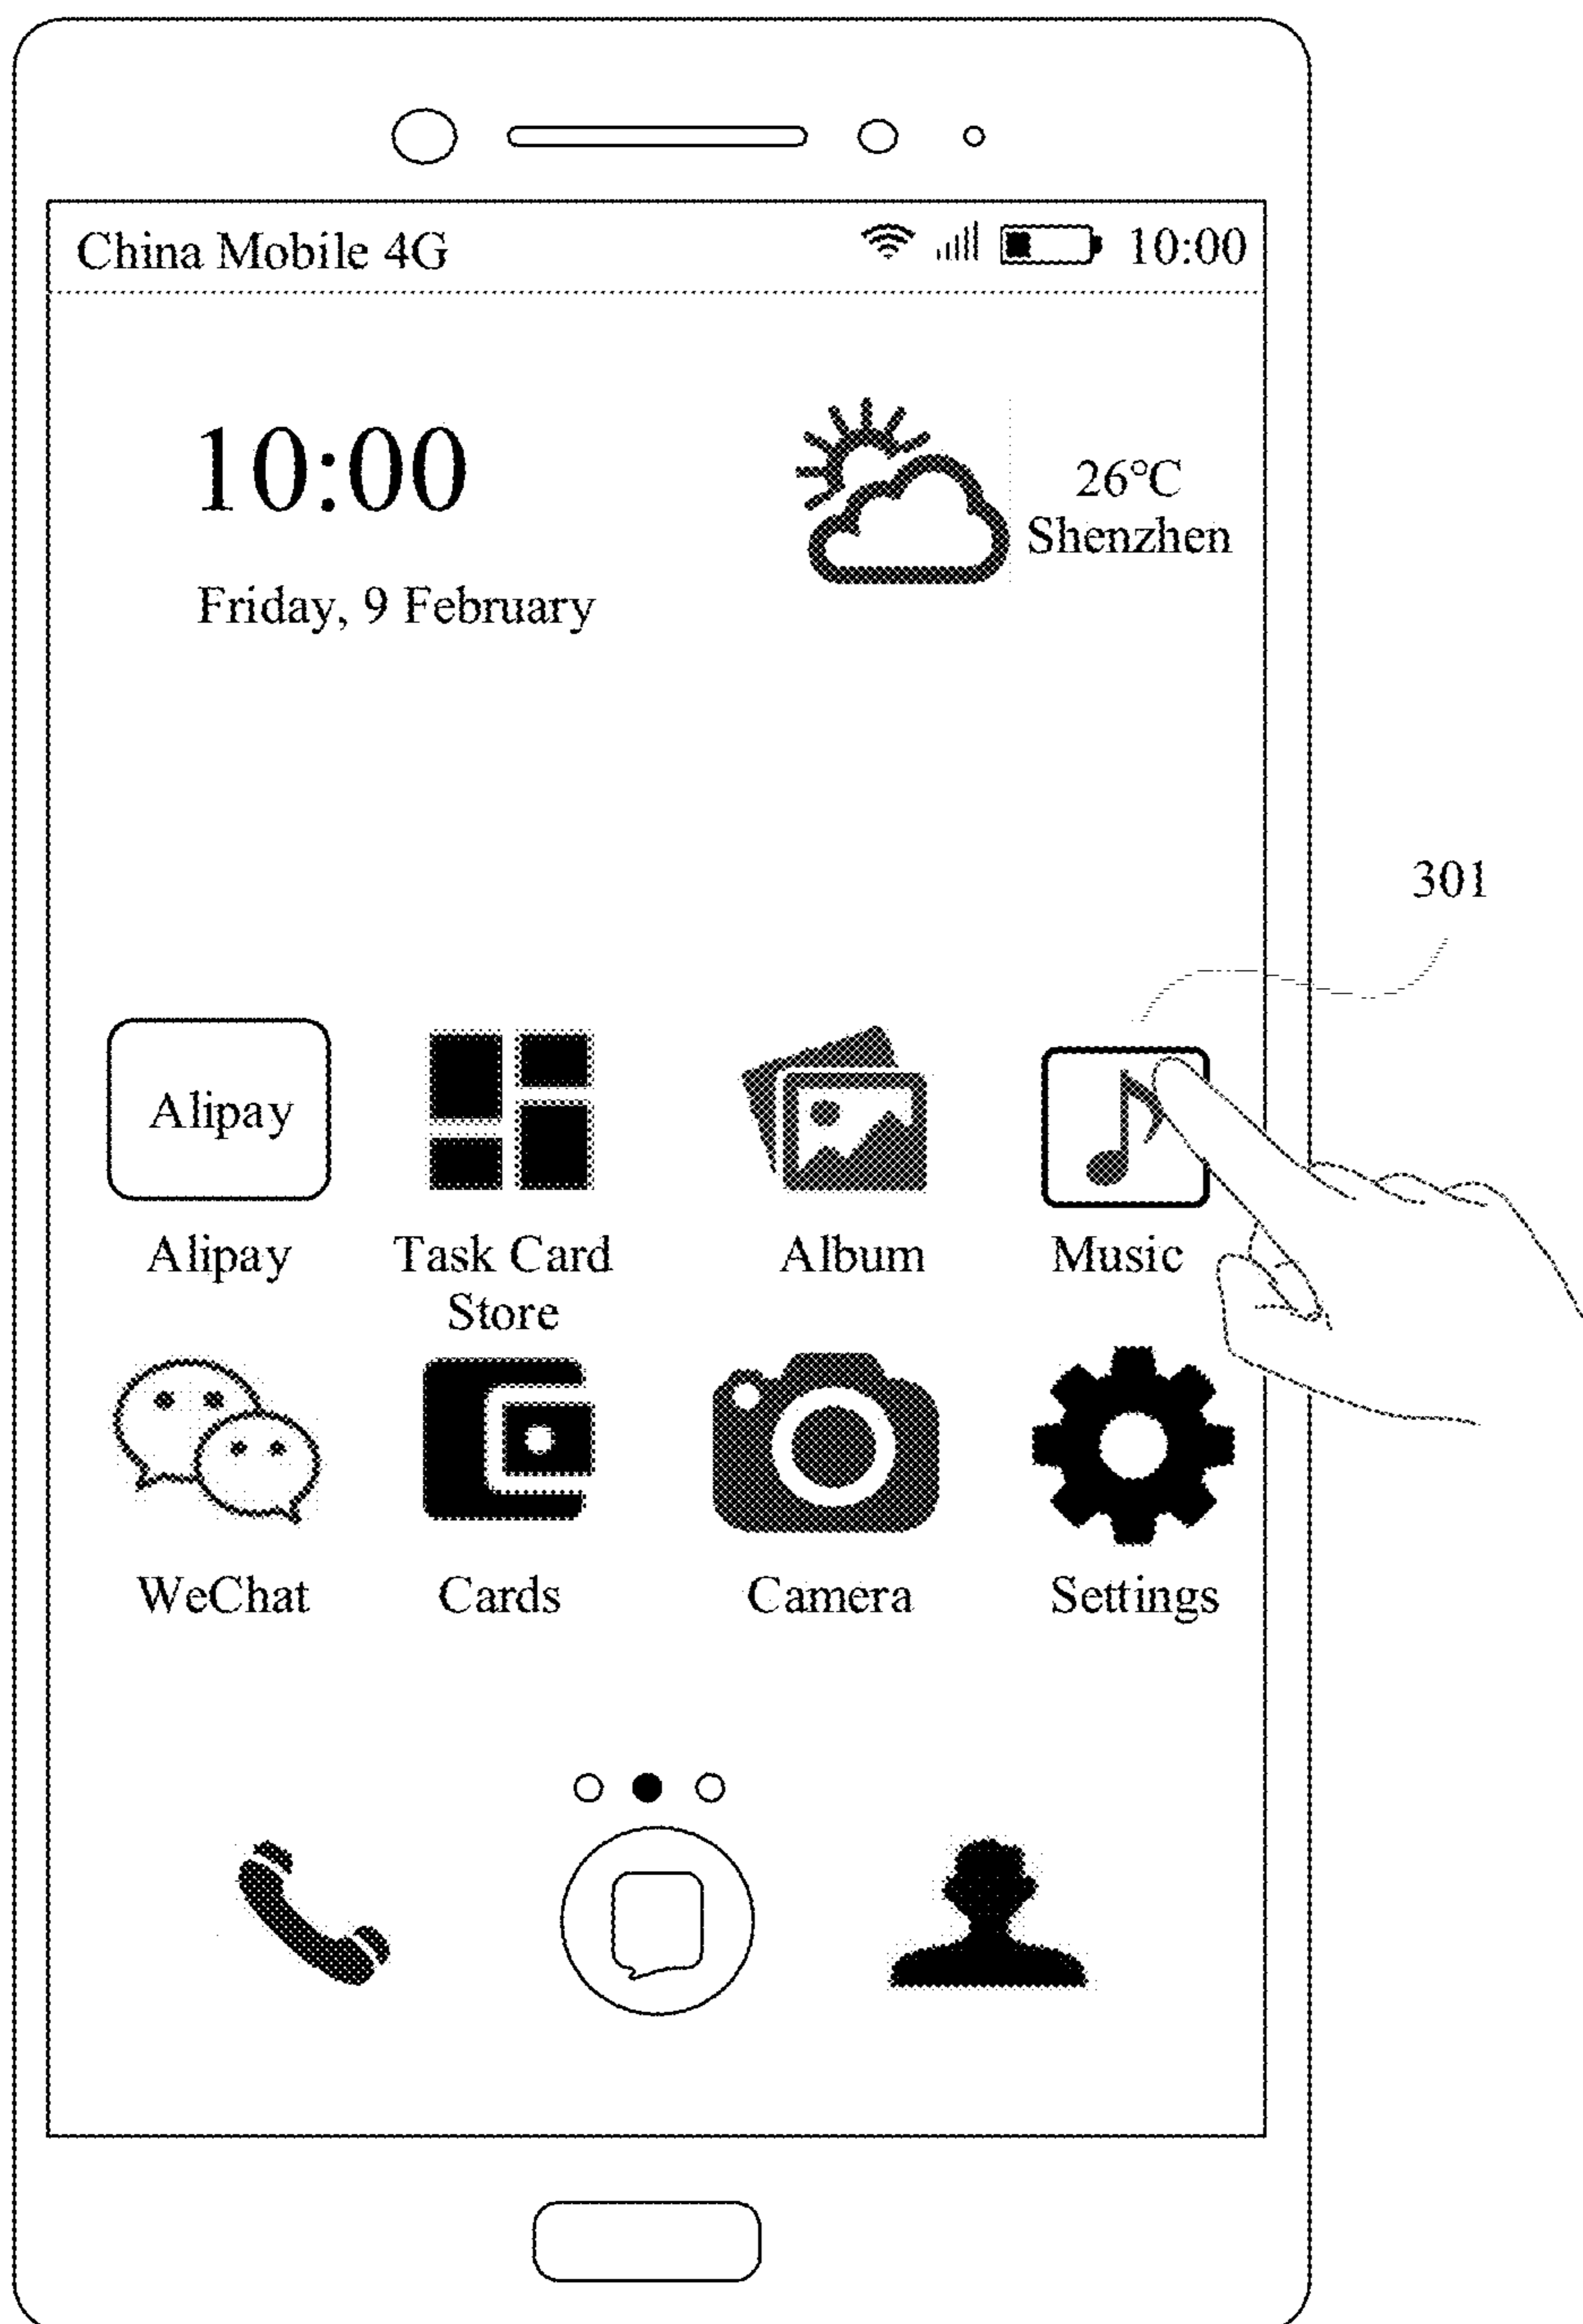 China Mobile 4G 10:00
10:00
26℃
Shenzhen
Friday, 9 February
301
Alipay
Alipay Task Card Album Music
Store
WeChat Cards Camera Settings